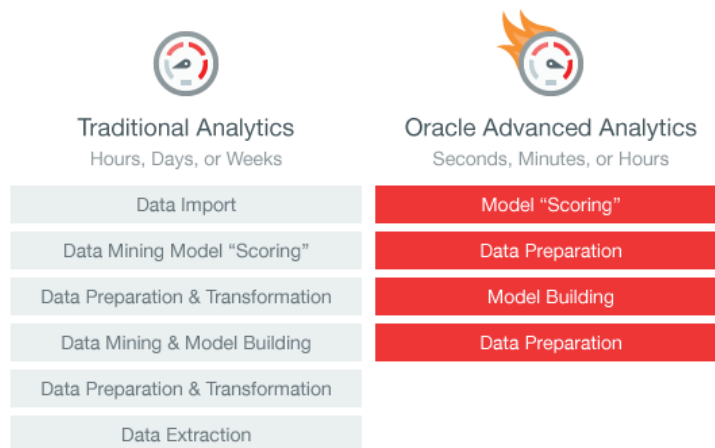 Traditional Analytics
Hours, Days, or Weeks
Data Import
Data Mining Model “Scoring”
Data Preparation & Transformation
Data Mining & Model Building
Data Preparation & Transformation
Data Extraction
Oracle Advanced Analytics
Seconds, Minutes, or Hours
Model “Scoring”
Data Preparation
Model Building
Data Preparation